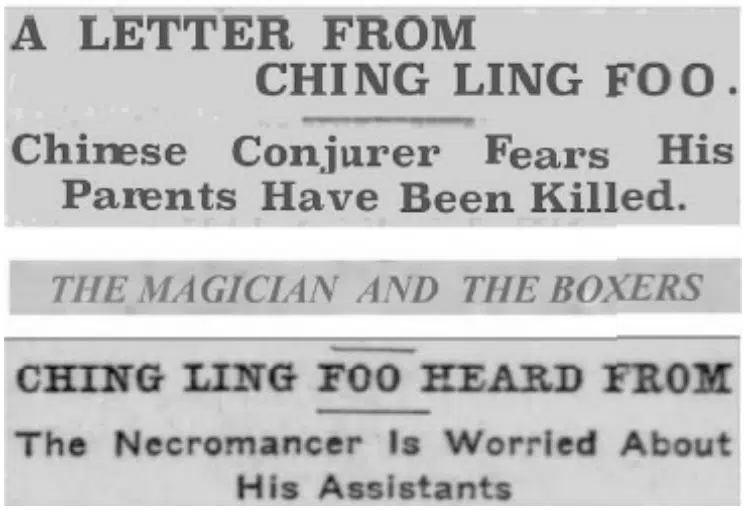 A LETTER FROM
CHING LING FOO.
Chinese Conjurer Fears His
Parents Have Been Killed.
THE MAGICIAN AND THE BOXERS
CHING LING FOO HEARD FROM
The Necromancer Is Worried About
His Assistants